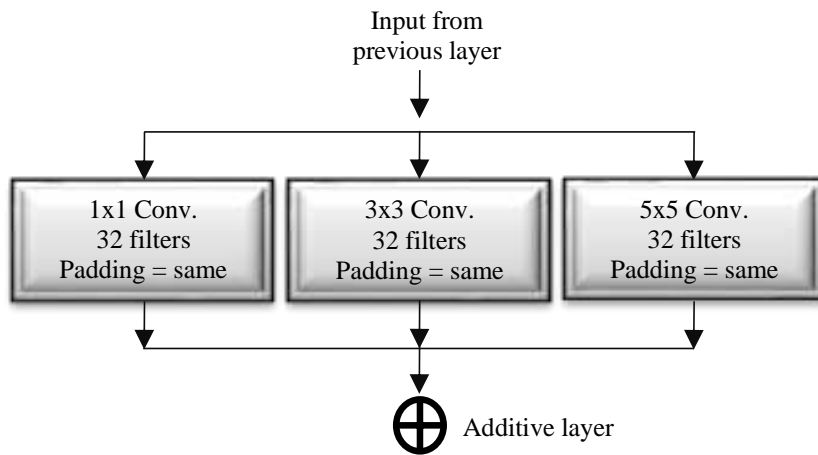 Input from
previous layer
1x1 Conv.
32 filters
Padding = same
3x3 Conv.
32 filters
Padding = same
5x5 Conv.
32 filters
Padding = same
Additive layer